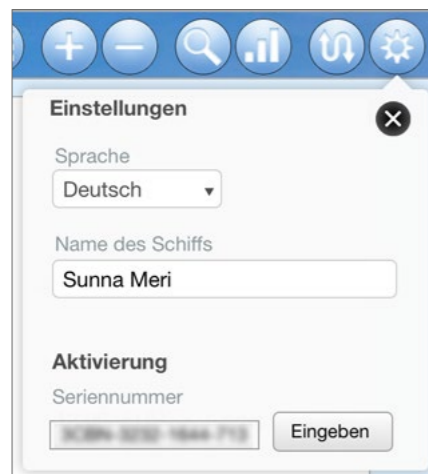 Einstellungen
Sprache
Deutsch
Name des Schiffs
Sunna Meri
Aktivierung
Seriennummer
Eingeben